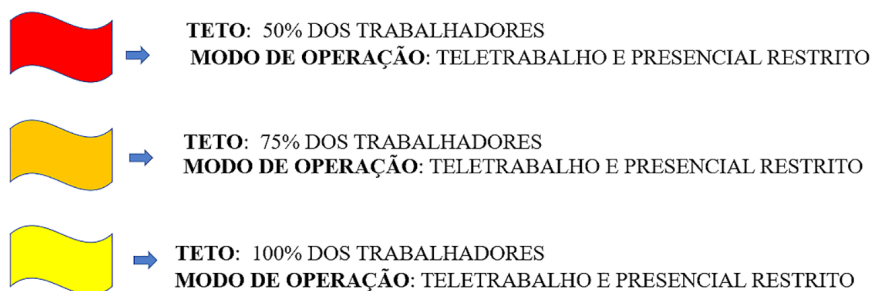 TETO: 50% DOS TRABALHADORES
MODO DE OPERAÇÃO: TELETRABALHO E PRESENCIAL RESTRITO
TETO: 75% DOS TRABALHADORES
MODO DE OPERAÇÃO: TELETRABALHO E PRESENCIAL RESTRITO
TETO: 100% DOS TRABALHADORES
MODO DE OPERAÇÃO: TELETRABALHO E PRESENCIAL RESTRITO